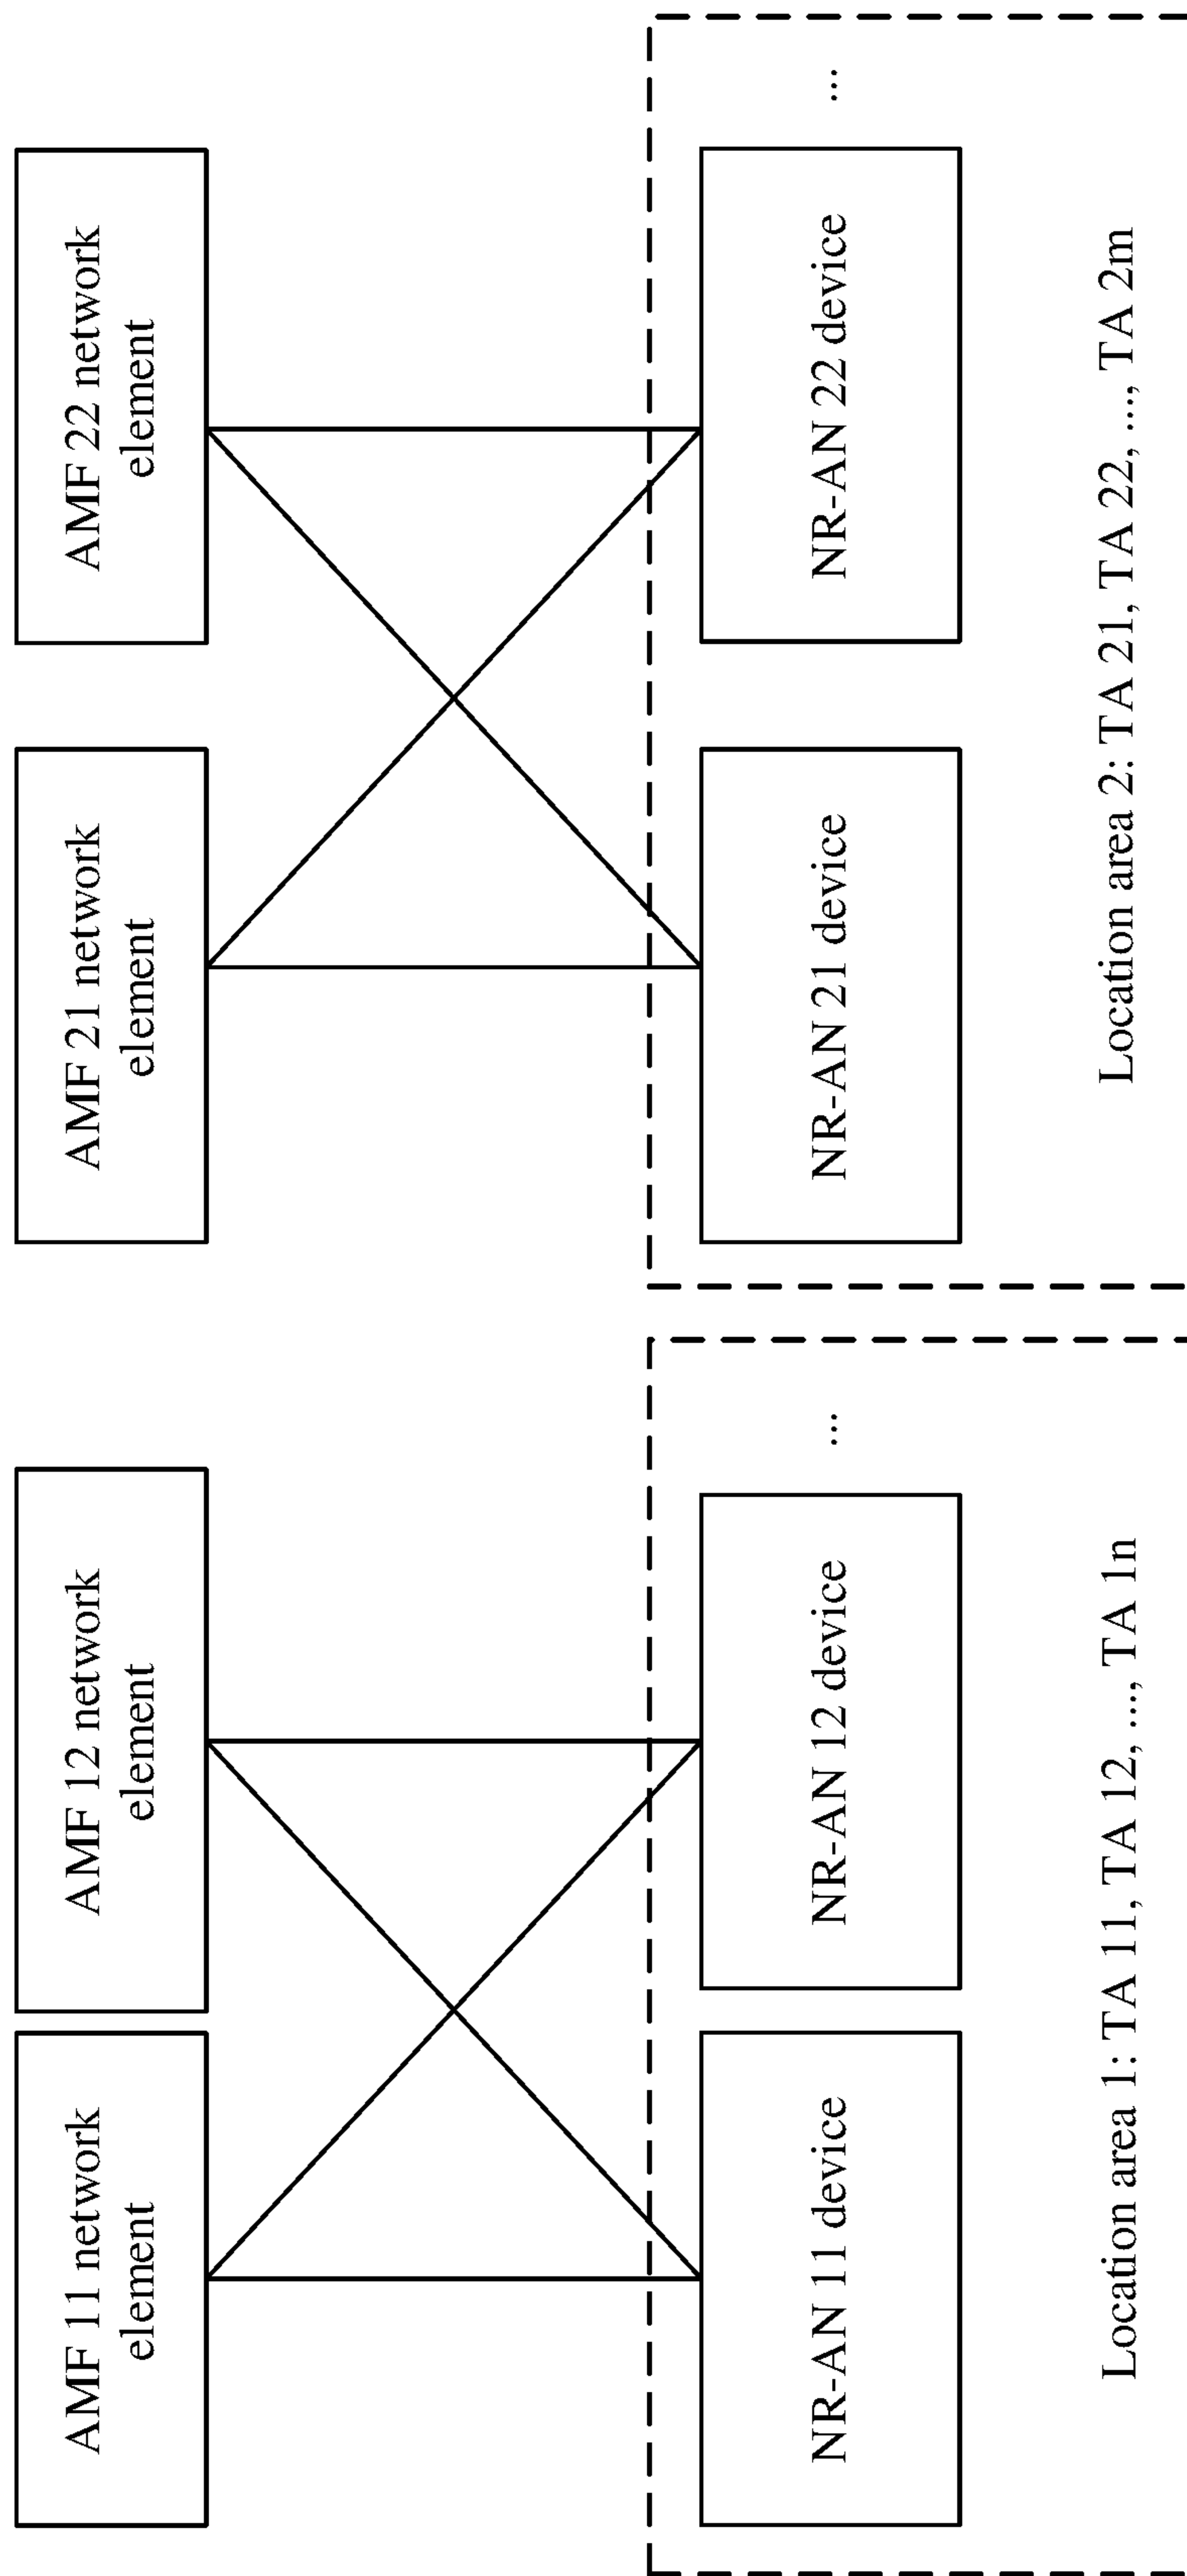 AMF 11 network
element
AMF 12 network
element
AMF 21 network
element
AMF 22 network
element
NR-AN 11 device
NR-AN 12 device
...
NR-AN 21 device
NR-AN 22 device
...
Location area 1: TA 11, TA 12, ..., TA 1n
Location area 2: TA 21, TA 22, ..., TA 2m